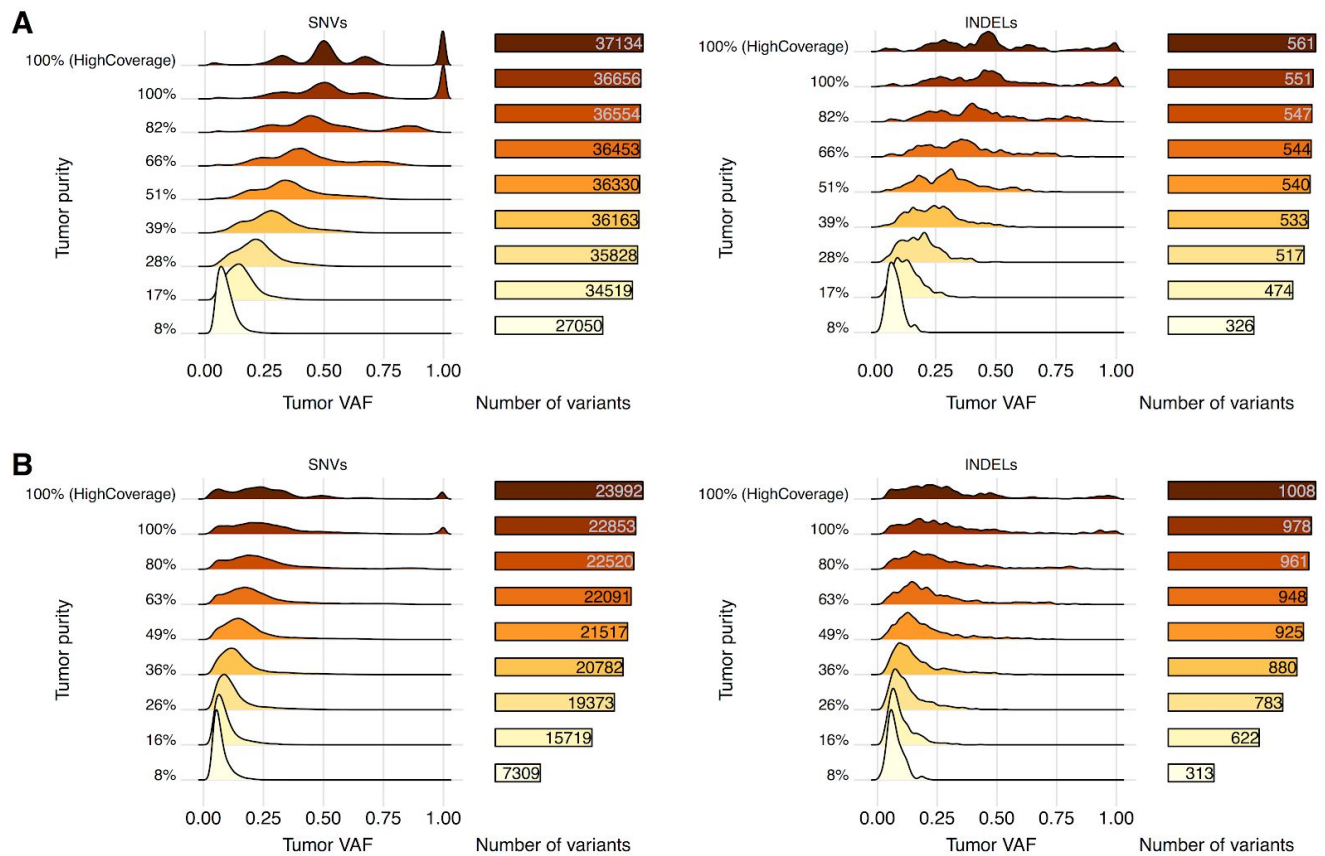 A
SNVs
INDELs
100% (HighCoverage) 37134
100% 36656
82% 36554
66% 36453
51% 36330
39% 36163
28% 35828
17% 34519
8% 27050
Tumor purity
0.00 0.25 0.50 0.75 1.00
Tumor VAF
Number of variants
100% (HighCoverage) 561
100% 551
82% 547
66% 544
51% 540
39% 533
28% 517
17% 474
8% 326
Tumor purity
0.00 0.25 0.50 0.75 1.00
Tumor VAF
Number of variants
B
SNVs
INDELs
100% (HighCoverage) 23992
100% 22853
80% 22520
63% 22091
49% 21517
36% 20782
26% 19373
16% 15719
8% 7309
Tumor purity
0.00 0.25 0.50 0.75 1.00
Tumor VAF
Number of variants
100% (HighCoverage) 1008
100% 978
80% 961
63% 948
49% 925
36% 880
26% 783
16% 622
8% 313
Tumor purity
0.00 0.25 0.50 0.75 1.00
Tumor VAF
Number of variants